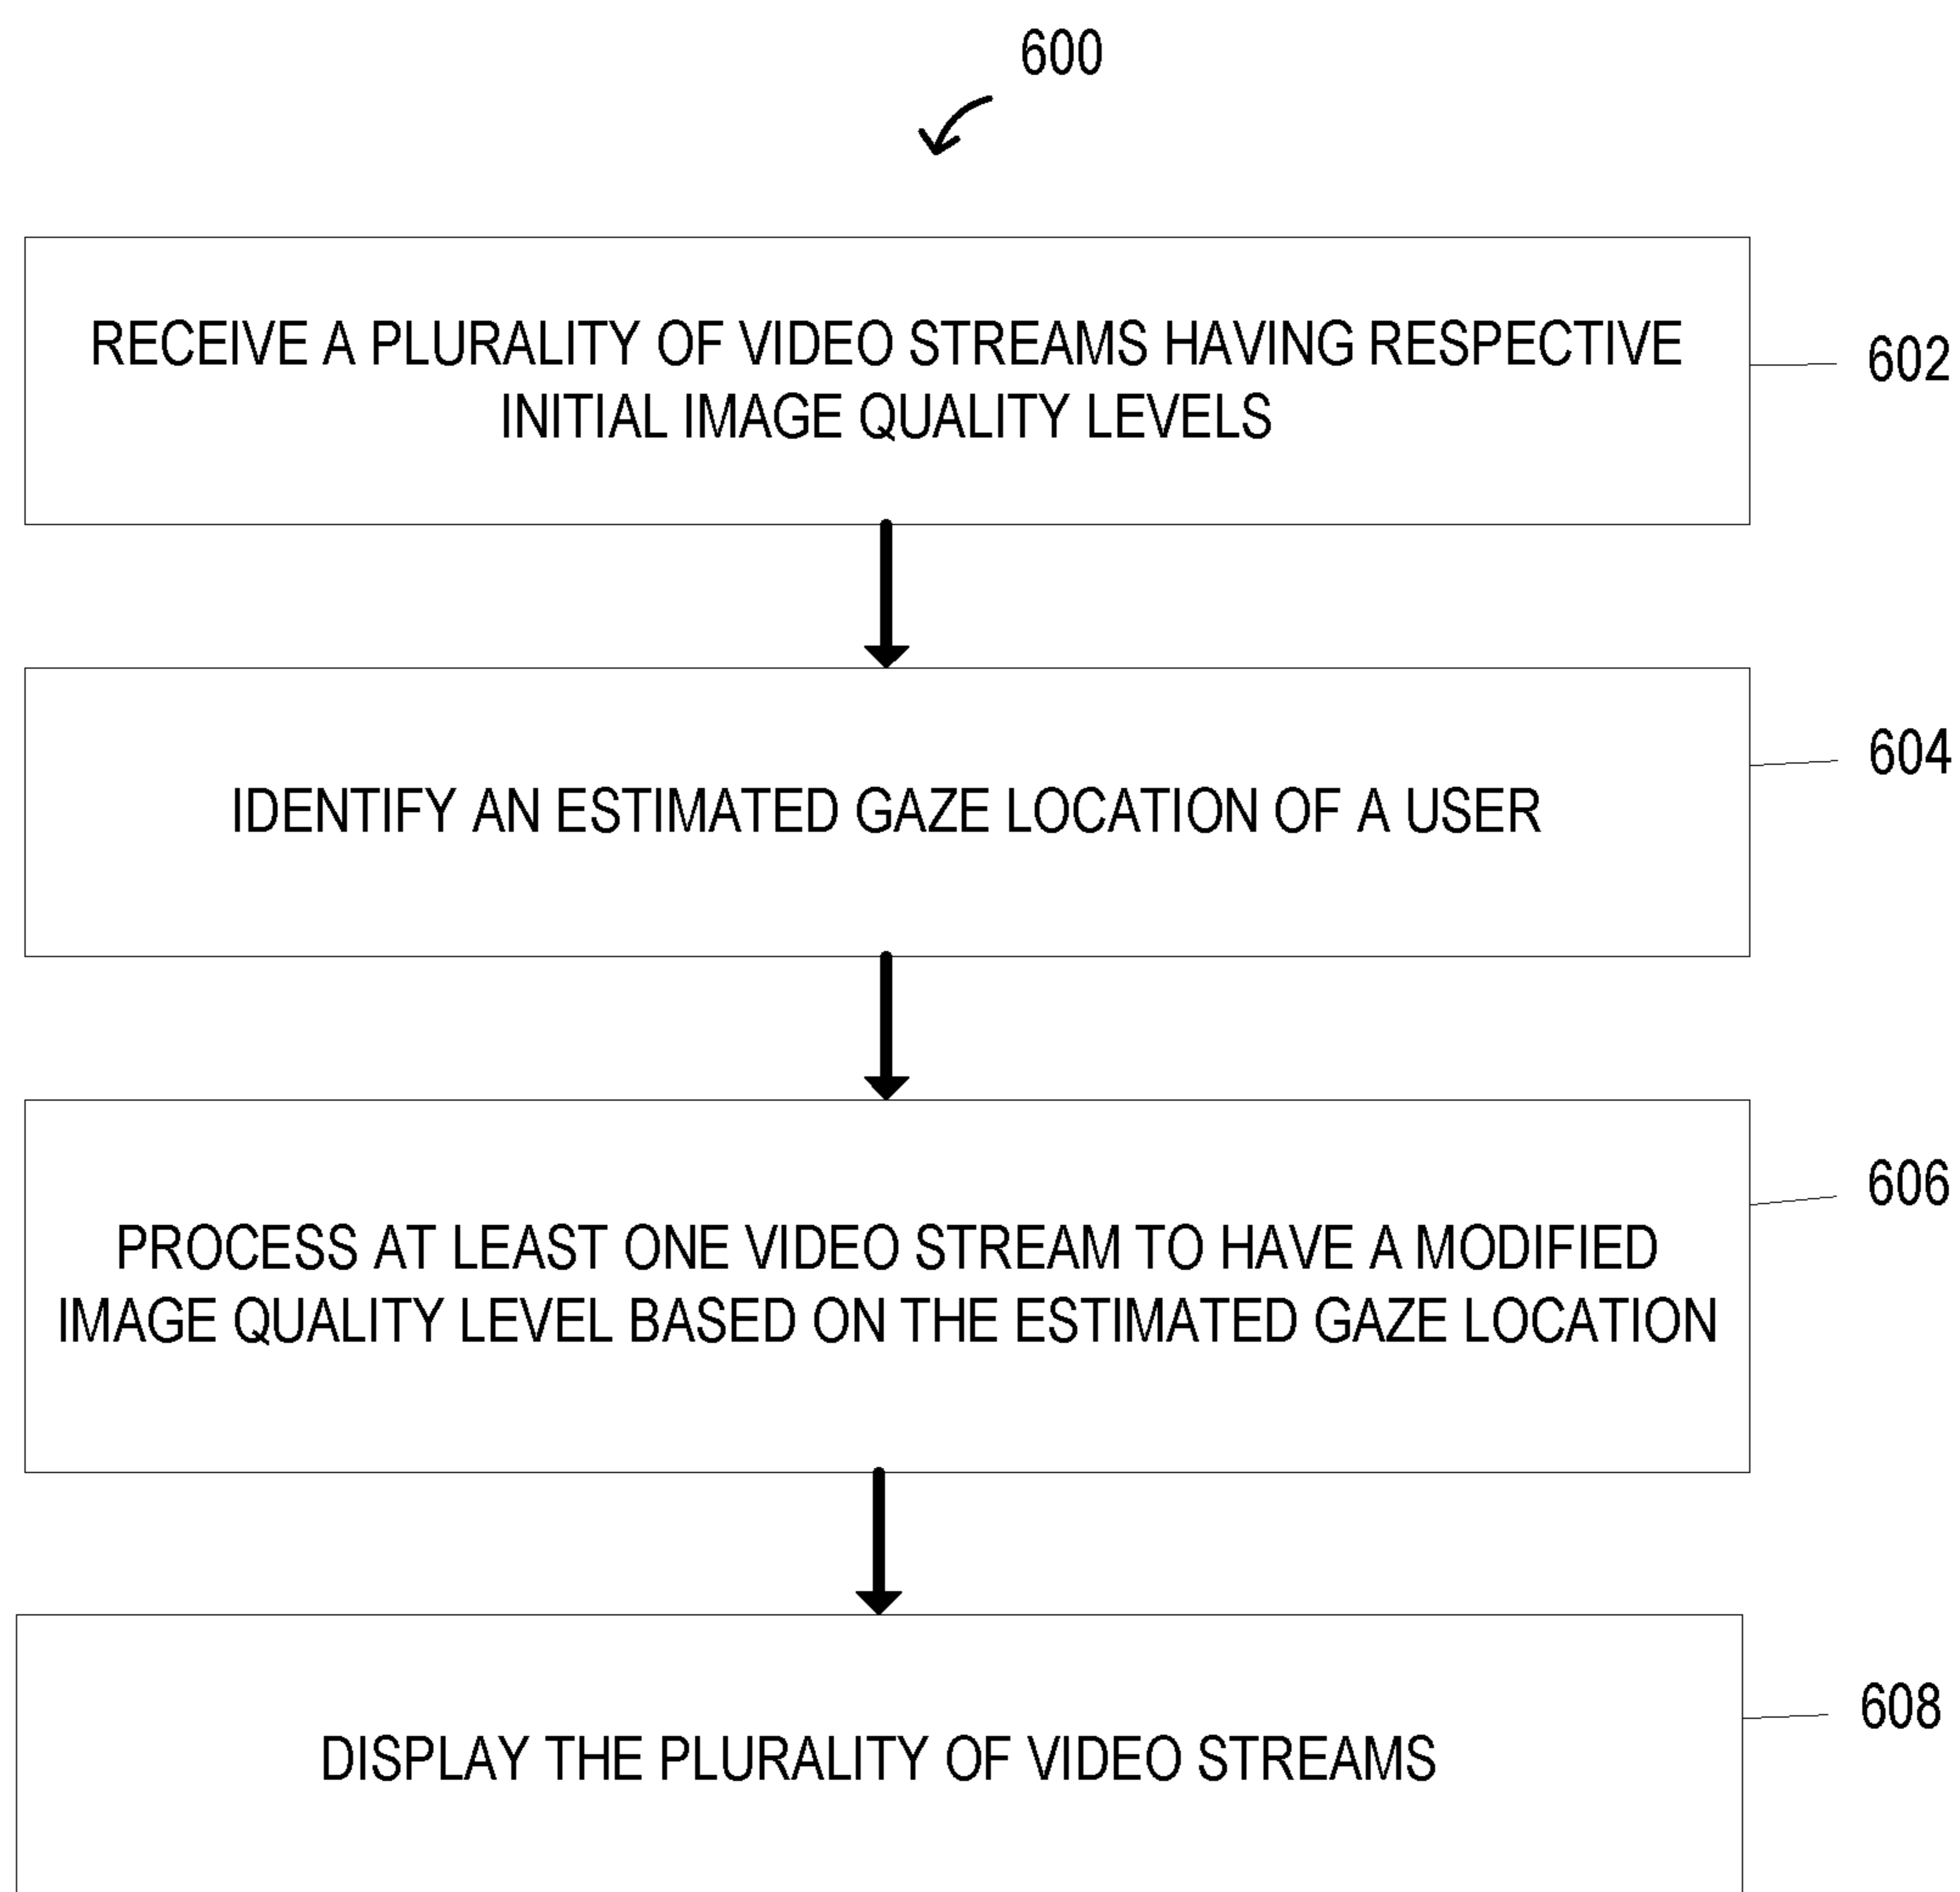 600
RECEIVE A PLURALITY OF VIDEO STREAMS HAVING RESPECTIVE
INITIAL IMAGE QUALITY LEVELS
602
IDENTIFY AN ESTIMATED GAZE LOCATION OF A USER
604
PROCESS AT LEAST ONE VIDEO STREAM TO HAVE A MODIFIED
IMAGE QUALITY LEVEL BASED ON THE ESTIMATED GAZE LOCATION
606
DISPLAY THE PLURALITY OF VIDEO STREAMS
608